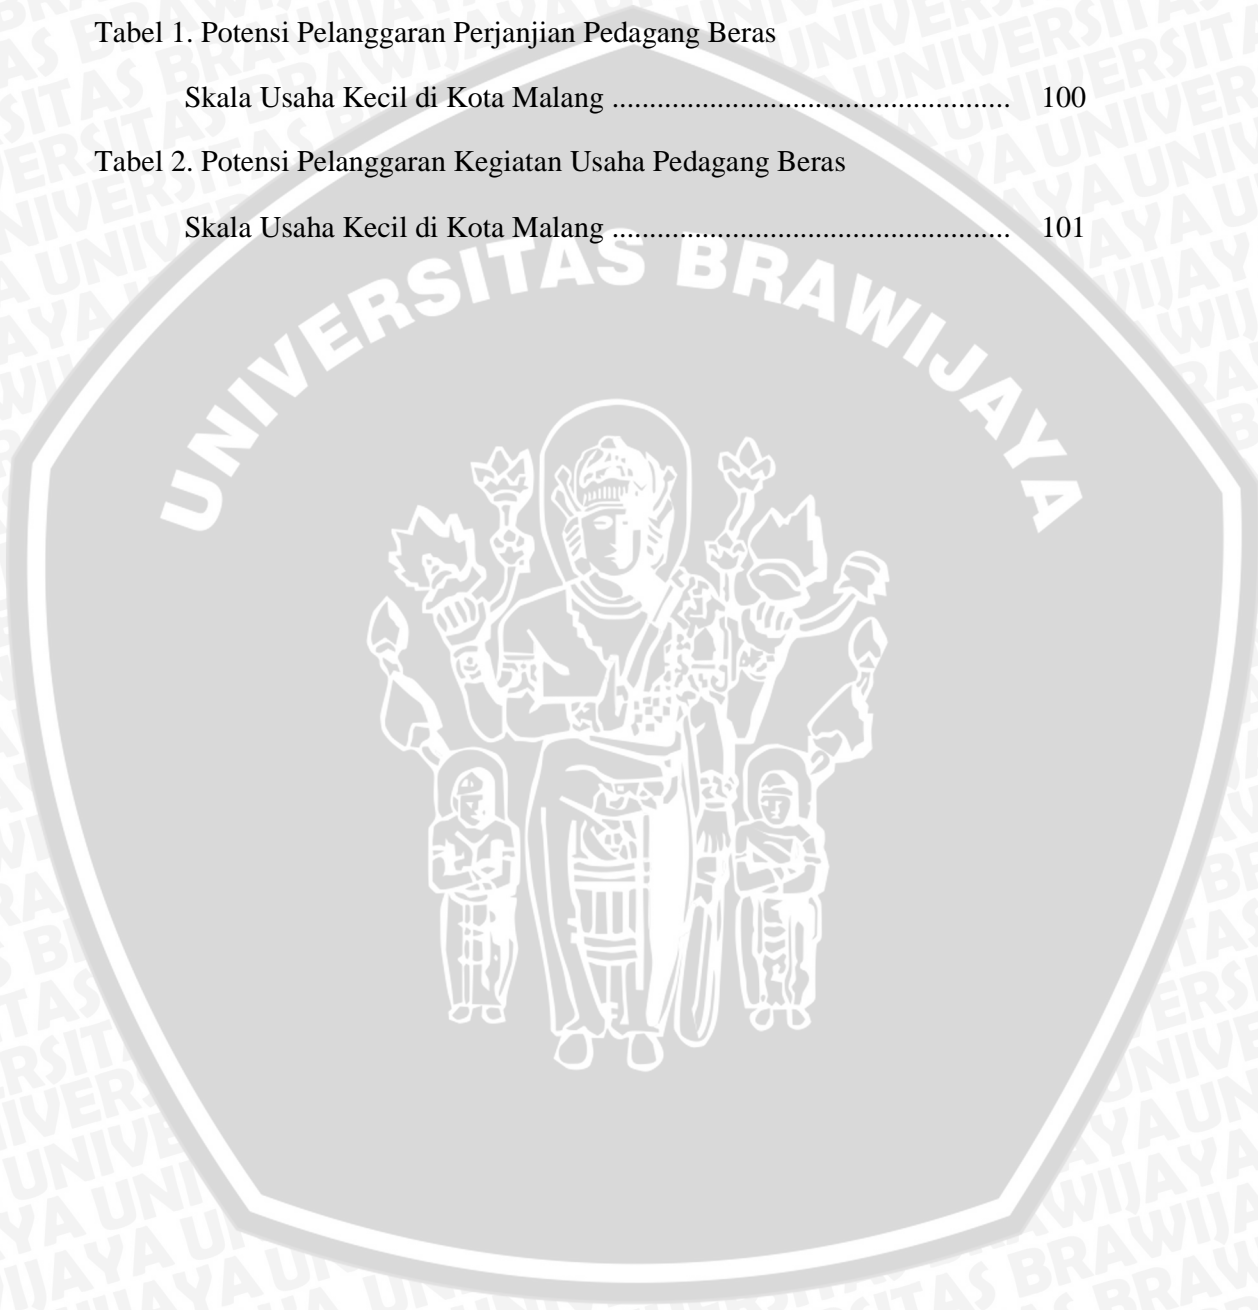 Tabel 1. Potensi Pelanggaran Perjanjian Pedagang Beras
Skala Usaha Kecil di Kota Malang ..................................................... 100
Tabel 2. Potensi Pelanggaran Kegiatan Usaha Pedagang Beras
Skala Usaha Kecil di Kota Malang ..................................................... 101
UNIVERSITAS BRAWIJAYA